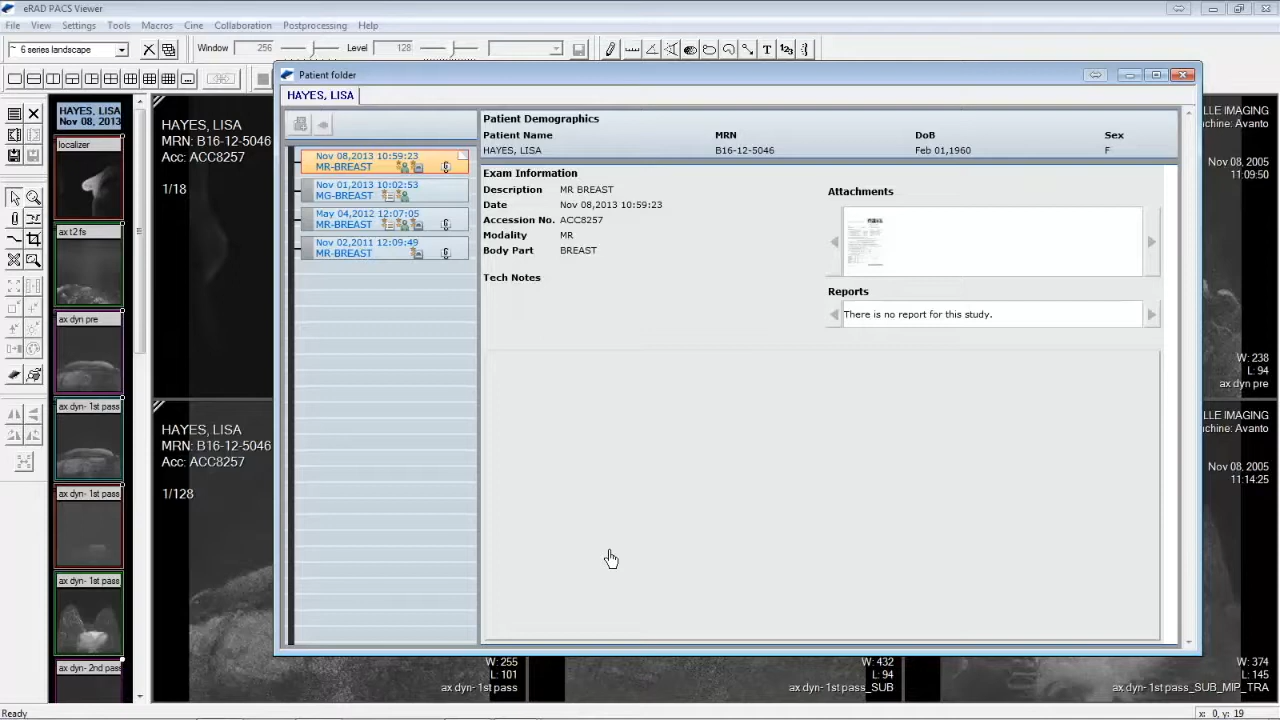 eRAD PACS Viewer
File View Settings Tools Macros Cine Collaboration Postprocessing Help
~ 6 series landscape
Window 256 Level 128
Patient folder
HAYES, LISA
Nov 08, 2013
localizer
ax t2 fs
ax dyn pre
ax dyn- 1st pass
ax dyn- 1st pass
ax dyn- 1st pass
ax dyn- 2nd pass
HAYES, LISA
MRN: B16-12-5046
Acc: ACC8257
1/18
HAYES, LISA
MRN: B16-12-5046
Acc: ACC8257
1/128
HAYES, LISA
Nov 08,2013 10:59:23
MR-BREAST
Nov 01,2013 10:02:53
MG-BREAST
May 04,2012 12:07:05
MR-BREAST
Nov 02,2011 12:09:49
MR-BREAST
Patient Demographics
Patient Name MRN DoB Sex
HAYES, LISA B16-12-5046 Feb 01,1960 F
Exam Information
Description MR BREAST
Date Nov 08,2013 10:59:23
Accession No. ACC8257
Modality MR
Body Part BREAST
Tech Notes
Attachments
Reports
There is no report for this study.
LLE IMAGING
chine: Avanto
Nov 08, 2005
11:09:50
W: 238
L: 94
ax dyn pre
LLE IMAGING
chine: Avanto
Nov 08, 2005
11:14:25
W: 255
L: 101
ax dyn- 1st pass
W: 432
L: 94
ax dyn- 1st pass_SUB
W: 374
L: 145
ax dyn- 1st pass_SUB_MIP_TRA
Ready
x: 0, y: 19